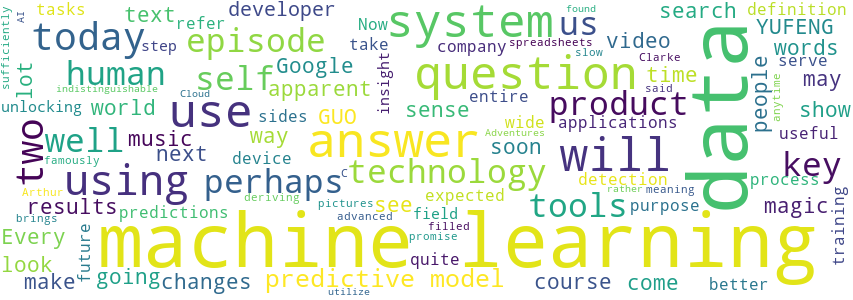 sufficiently
AI
tasks
text
refer
developer
system
us
found
search
definition
YUFENG
today
step
episode
Now
take
company
spreadsheets
slow
video
Clarke
data
words
lot
human
self
Google
apparent
insight
question
time
said
people
serve
may
unlocking
indistinguishable
world
use
Cloud
sides
GUO
sense
entire
wide
product
applications
anytime
show
two
well
music
way
answer
Adventures
soon
will
useful
famously
next
device
technology
detection
process
key
Arthur
using
perhaps
C
deriving
pictures
see
expected
rather
meaning
results
predictions
advanced
field
filled
promise
tools
purpose
magic
training
brings
Every
future
machine learning
look
make
going
changes
predictive model
quite
utilize
course
come
better